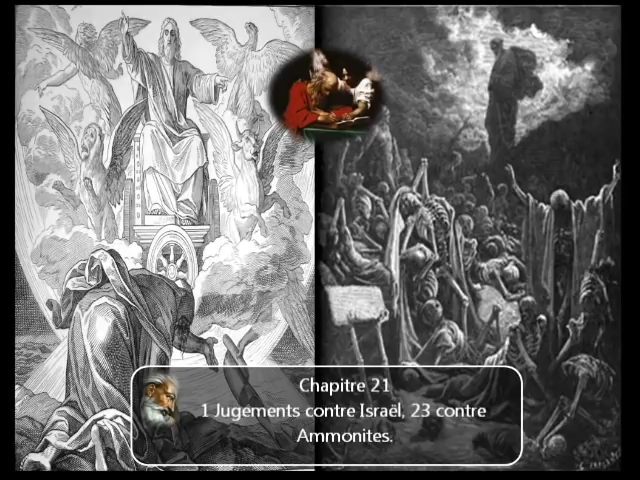 Chapitre 21
1 Jugements contre Israël, 23 contre
Ammonites.